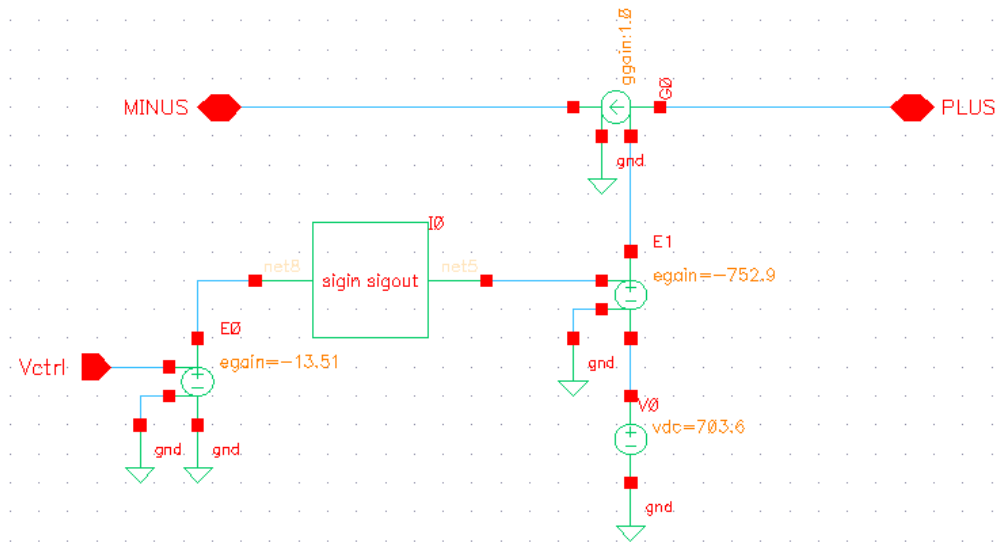 ggain:1.0
G0
MINUS
PLUS
gnd
I0
E1
net8
sigin sigout
net5
egain=-752.9
E0
gnd
Vctrl
egain=-13.51
V0
vdc=703.6
gnd
gnd
gnd